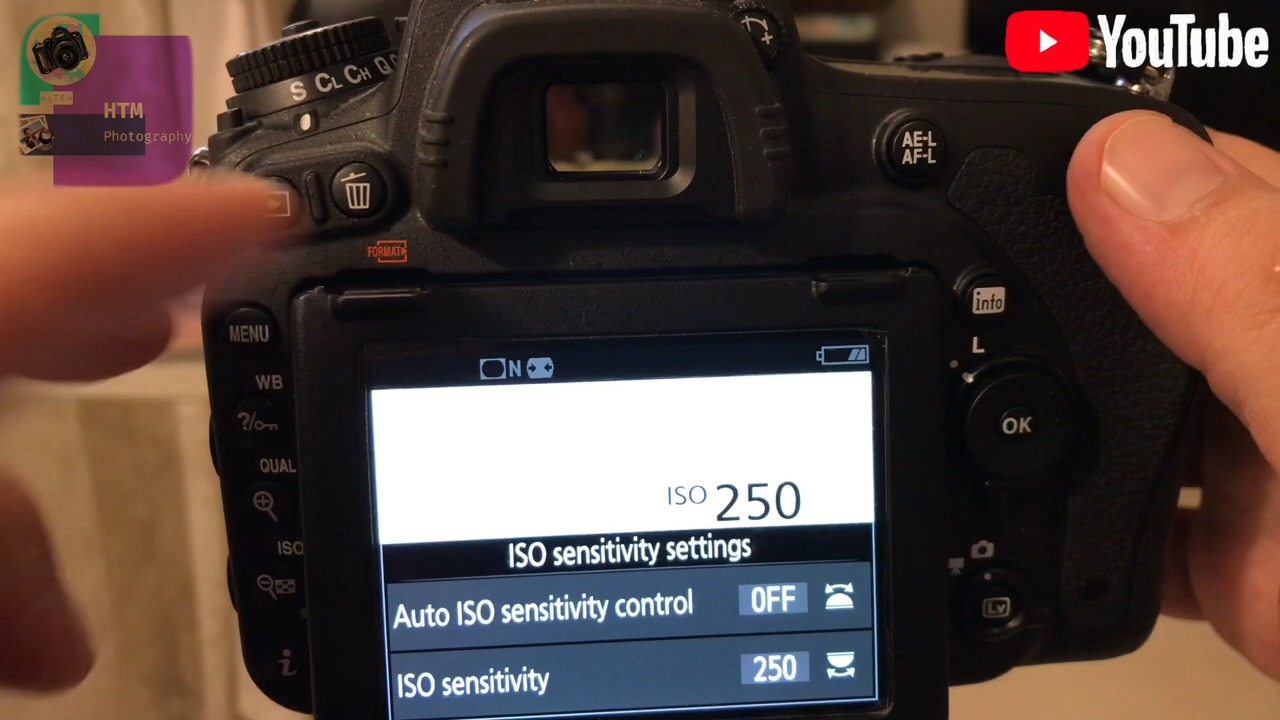 YouTube
HTM
Photography
S CL CH Q
AE-L
AF-L
FORMAT
info
MENU
L
WB
N
?
OK
QUAL
ISO 250
ISO
ISO sensitivity settings
Auto ISO sensitivity control OFF
Lv
ISO sensitivity 250
i